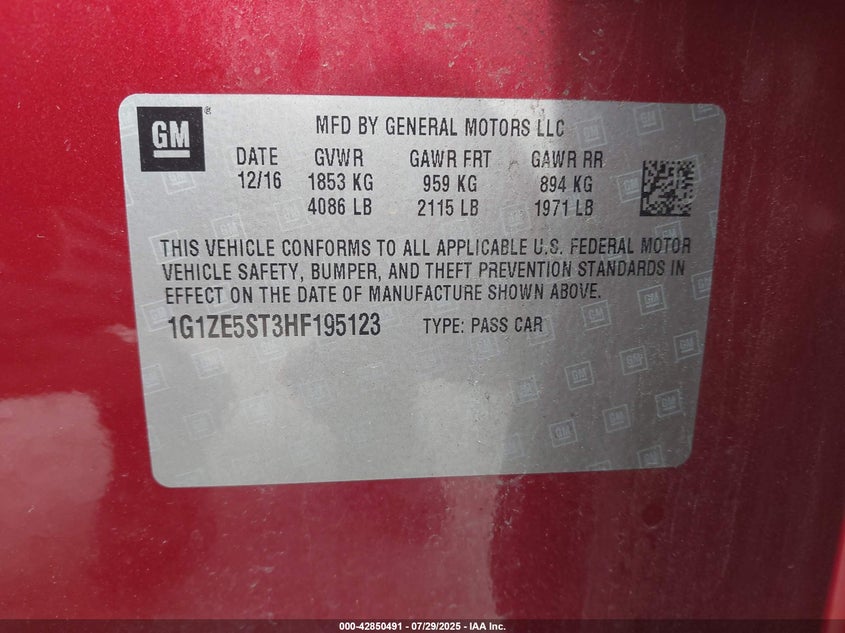 GM
MFD BY GENERAL MOTORS LLC
DATE GVWR GAWR FRT GAWR RR
12/16 1853 KG 959 KG 894 KG
4086 LB 2115 LB 1971 LB
THIS VEHICLE CONFORMS TO ALL APPLICABLE U.S. FEDERAL MOTOR
VEHICLE SAFETY, BUMPER, AND THEFT PREVENTION STANDARDS IN
EFFECT ON THE DATE OF MANUFACTURE SHOWN ABOVE.
1G1ZE5ST3HF195123 TYPE: PASS CAR
000-42850491 | 07/29/2025 | IAA Inc.